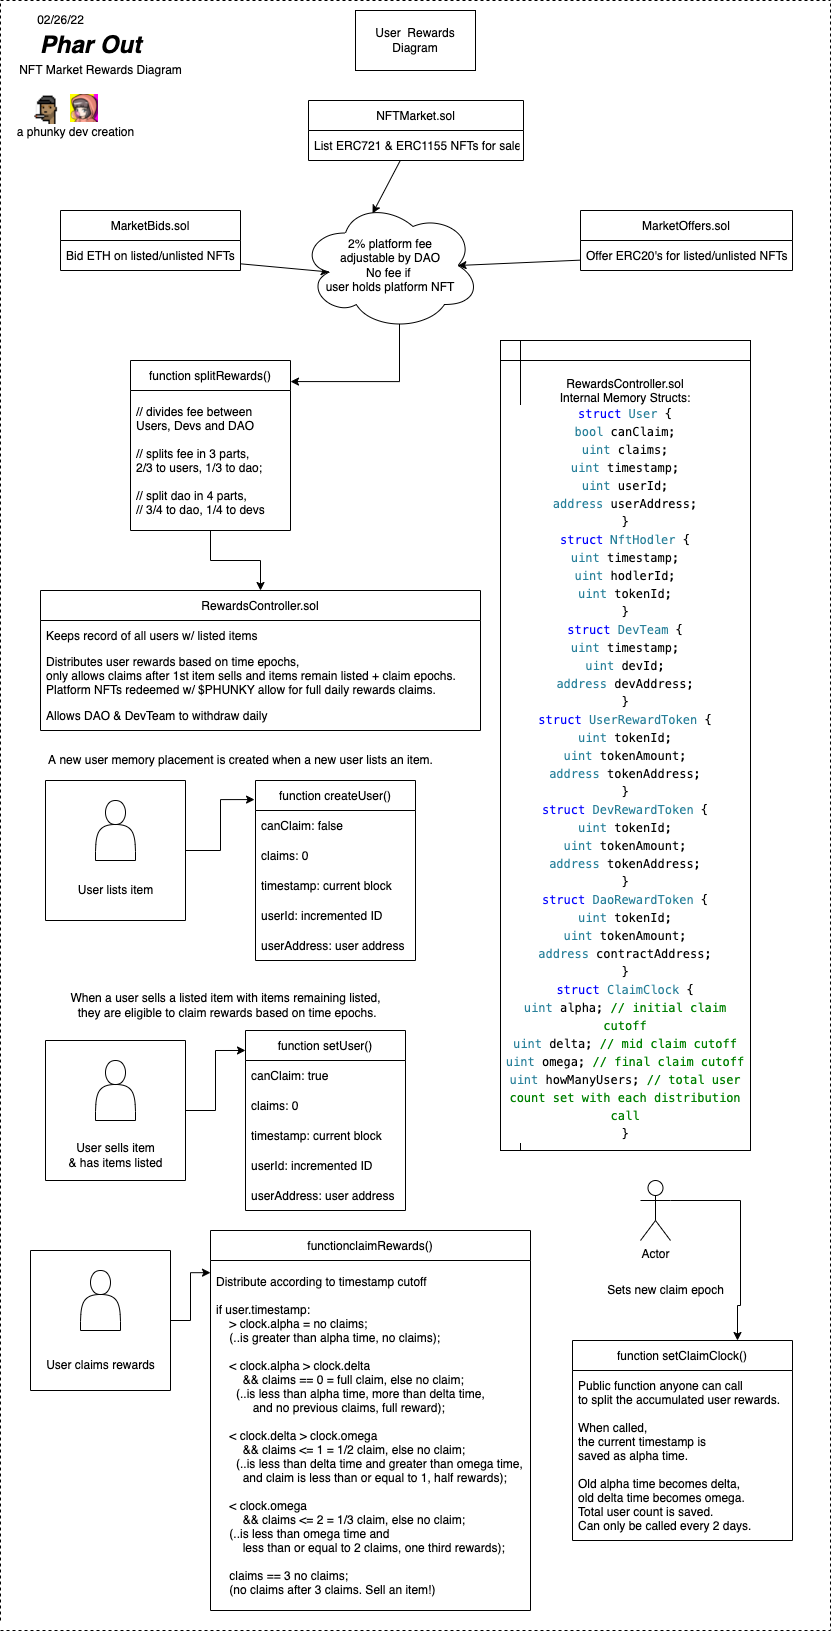 02/26/22
Phar Out
NFT Market Rewards Diagram
a phunky dev creation
User Rewards
Diagram
NFTMarket.sol
List ERC721 & ERC1155 NFTs for sale
MarketBids.sol
Bid ETH on listed/unlisted NFTs
2% platform fee
adjustable by DAO
No fee if
user holds platform NFT
MarketOffers.sol
Offer ERC20's for listed/unlisted NFTs
function splitRewards()
// divides fee between
Users, Devs and DAO
// splits fee in 3 parts,
2/3 to users, 1/3 to dao;
// split dao in 4 parts,
// 3/4 to dao, 1/4 to devs
RewardsController.sol
Keeps record of all users w/ listed items
Distributes user rewards based on time epochs,
only allows claims after 1st item sells and items remain listed + claim epochs.
Platform NFTs redeemed w/ $PHUNKY allow for full daily rewards claims.
Allows DAO & DevTeam to withdraw daily
RewardsController.sol
Internal Memory Structs:
struct User {
bool canClaim;
uint claims;
uint timestamp;
uint userId;
address userAddress;
}
struct NftHodler {
uint timestamp;
uint hodlerId;
uint tokenId;
}
struct DevTeam {
uint timestamp;
uint devId;
address devAddress;
}
struct UserRewardToken {
uint tokenId;
uint tokenAmount;
address tokenAddress;
}
struct DevRewardToken {
uint tokenId;
uint tokenAmount;
address tokenAddress;
}
struct DaoRewardToken {
uint tokenId;
uint tokenAmount;
address contractAddress;
}
struct ClaimClock {
uint alpha; // initial claim
cutoff
uint delta; // mid claim cutoff
uint omega; // final claim cutoff
uint howManyUsers; // total user
count set with each distribution
call
}
A new user memory placement is created when a new user lists an item.
User lists item
function createUser()
canClaim: false
claims: 0
timestamp: current block
userId: incremented ID
userAddress: user address
When a user sells a listed item with items remaining listed,
they are eligible to claim rewards based on time epochs.
User sells item
& has items listed
function setUser()
canClaim: true
claims: 0
timestamp: current block
userId: incremented ID
userAddress: user address
User claims rewards
functionclaimRewards()
Distribute according to timestamp cutoff
if user.timestamp:
> clock.alpha = no claims;
(..is greater than alpha time, no claims);
< clock.alpha > clock.delta
&& claims == 0 = full claim, else no claim;
(..is less than alpha time, more than delta time,
and no previous claims, full reward);
< clock.delta > clock.omega
&& claims <= 1 = 1/2 claim, else no claim;
(..is less than delta time and greater than omega time,
and claim is less than or equal to 1, half rewards);
< clock.omega
&& claims <= 2 = 1/3 claim, else no claim;
(..is less than omega time and
less than or equal to 2 claims, one third rewards);
claims == 3 no claims;
(no claims after 3 claims. Sell an item!)
Actor
Sets new claim epoch
function setClaimClock()
Public function anyone can call
to split the accumulated user rewards.
When called,
the current timestamp is
saved as alpha time.
Old alpha time becomes delta,
old delta time becomes omega.
Total user count is saved.
Can only be called every 2 days.